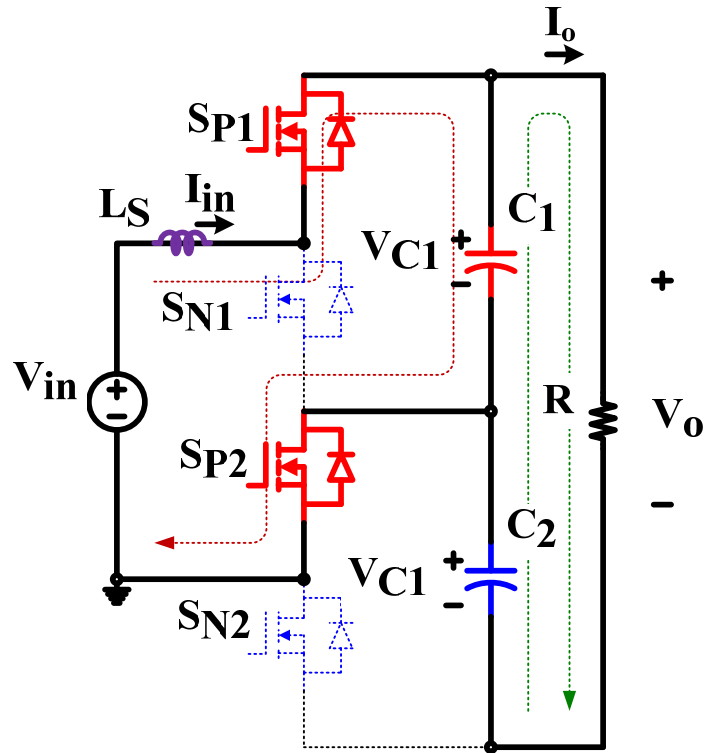 Io
SP1
LS
Iin
C1
VC1
+
−
SN1
Vin
+
−
+
R
Vo
−
SP2
C2
VC1
+
−
SN2